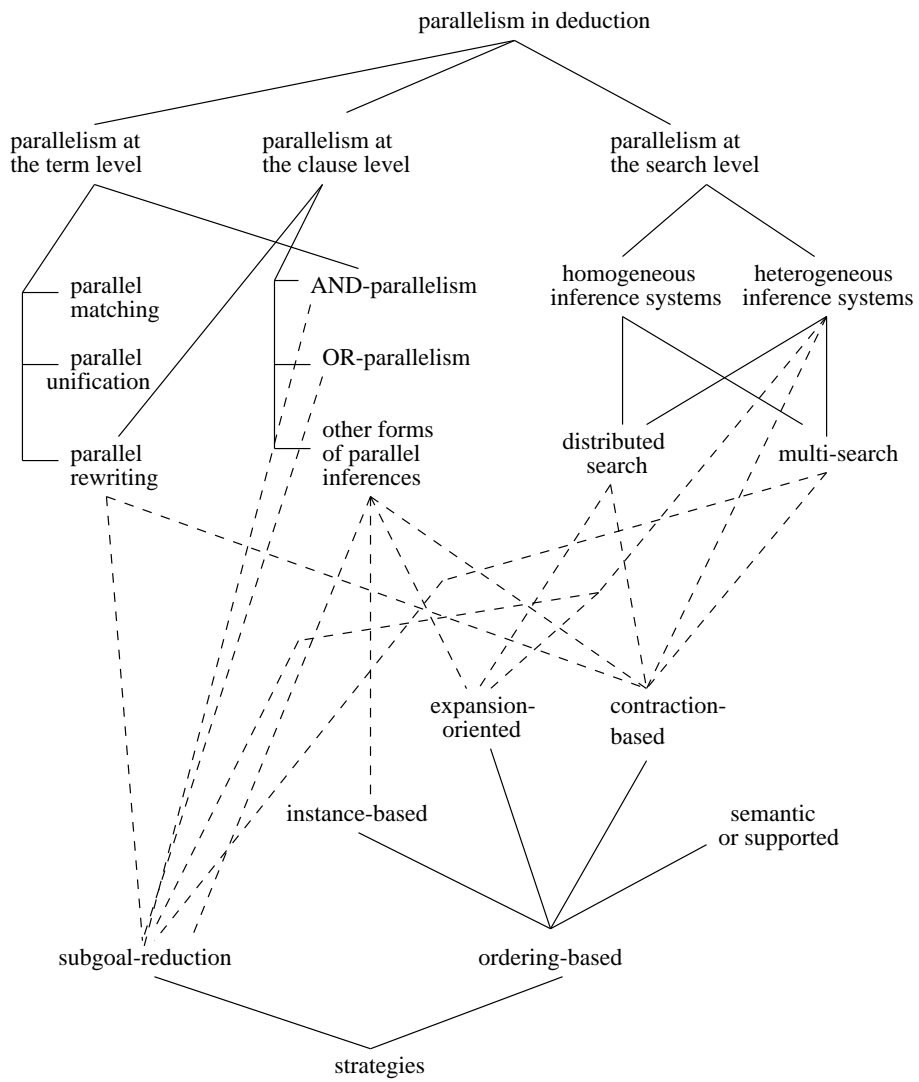 parallelism in deduction
parallelism at
the term level
parallelism at
the clause level
parallelism at
the search level
homogeneous
inference systems
heterogeneous
inference systems
parallel
matching
AND-parallelism
parallel
unification
OR-parallelism
parallel
rewriting
other forms
of parallel
inferences
distributed
search
multi-search
expansion-
oriented
contraction-
based
instance-based
semantic
or supported
subgoal-reduction
ordering-based
strategies